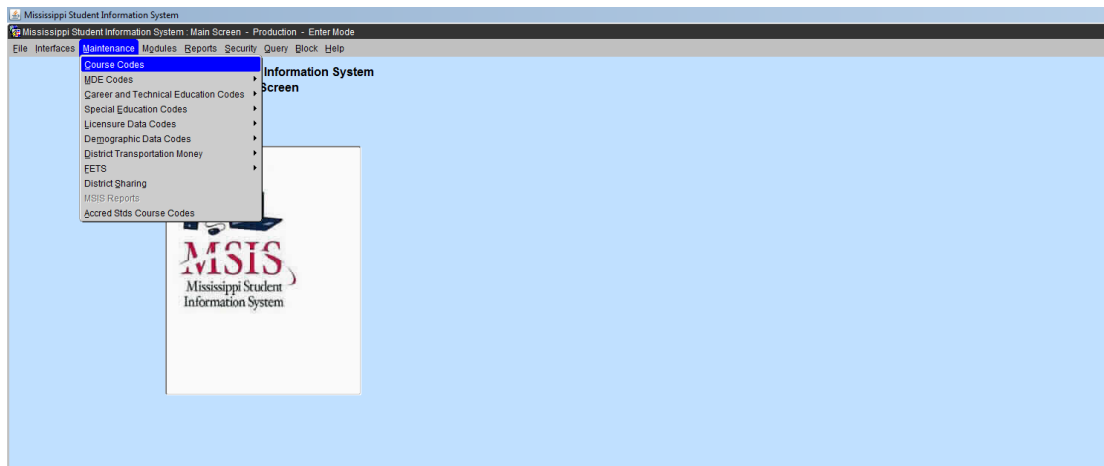 Mississippi Student Information System
Mississippi Student Information System : Main Screen - Production - Enter Mode
File Interfaces Maintenance Modules Reports Security Query Block Help
Course Codes
Information System
MDE Codes
Screen
Career and Technical Education Codes
Special Education Codes
Licensure Data Codes
Demographic Data Codes
District Transportation Money
FETS
District Sharing
MSIS Reports
Accred Stds Course Codes
MSIS
Mississippi Student
Information System